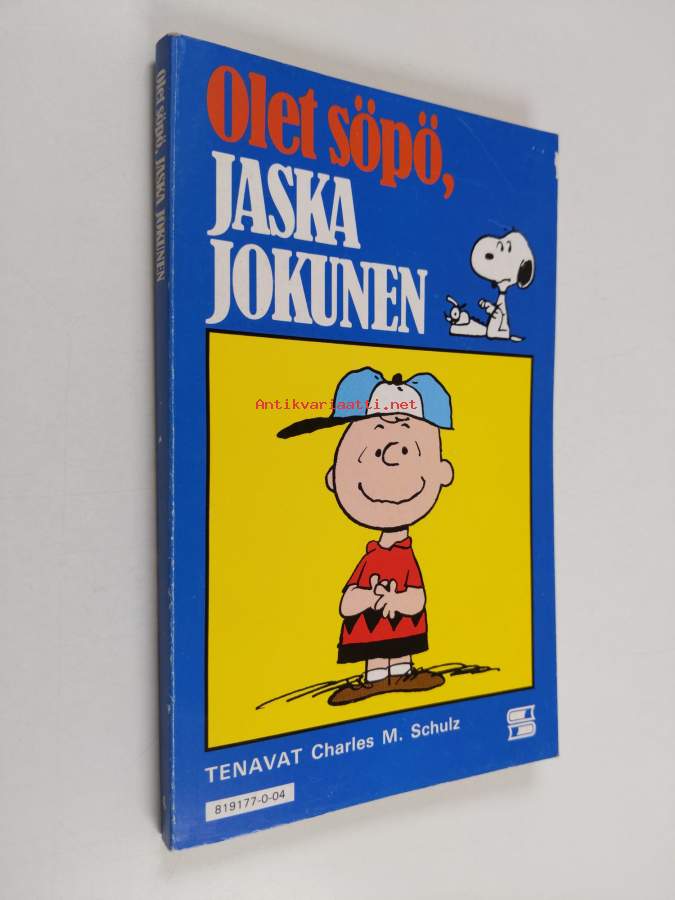 Olet söpö,
JASKA
JOKUNEN
Antikvariaatti.net
TENAVAT Charles M. Schulz
819177-0-04
Olet söpö, JASKA JOKUNEN